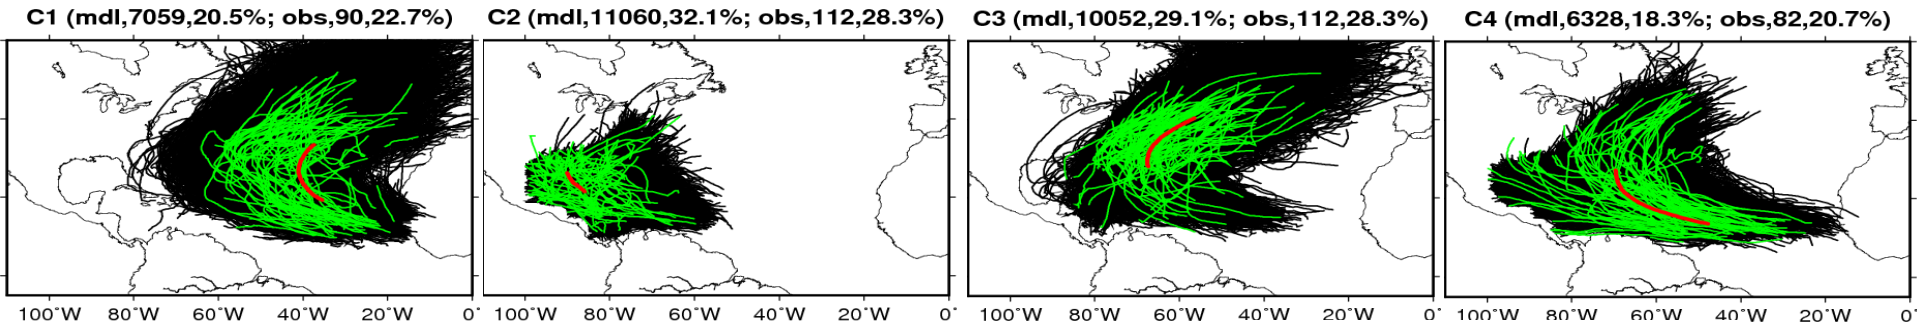 C1 (mdl,7059,20.5%; obs,90,22.7%)
C2 (mdl,11060,32.1%; obs,112,28.3%)
C3 (mdl,10052,29.1%; obs,112,28.3%)
C4 (mdl,6328,18.3%; obs,82,20.7%)
100°W 80°W 60°W 40°W 20°W 0°
100°W 80°W 60°W 40°W 20°W 0°
100°W 80°W 60°W 40°W 20°W 0°
100°W 80°W 60°W 40°W 20°W 0°